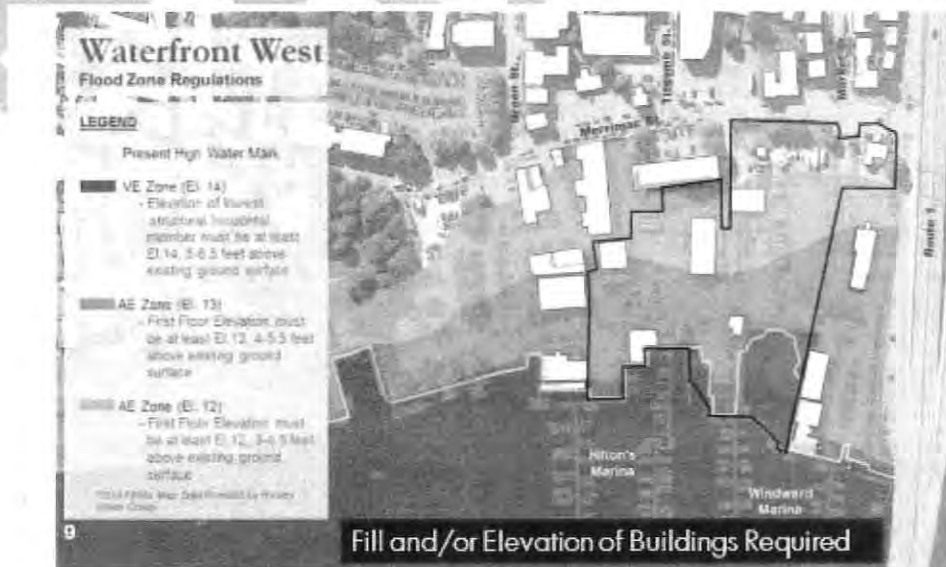 Waterfront West
Flood Zone Regulations
LEGEND
Present High Water Mark
VE Zone (El. 14)
- Elevation of lowest
structural horizontal
member must be at least
El. 14, 5-6.5 feet above
existing ground surface
AE Zone (El. 13)
- First Floor Elevation must
be at least El. 13, 4-5.5 feet
above existing ground
surface
AE Zone (El. 12)
- First Floor Elevation must
be at least El. 12, 3-4.5 feet
above existing ground
surface
9
Green St.
Merrimac St.
Route 1
Hilton's
Marina
Windward
Marina
Fill and/or Elevation of Buildings Required